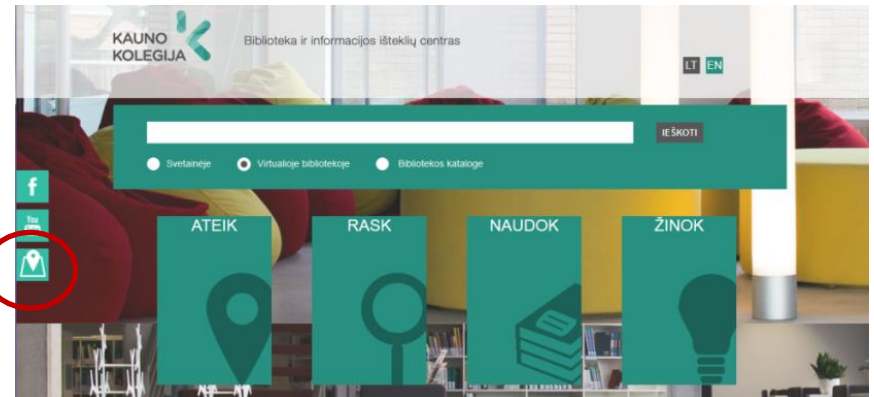 KAUNO
KOLEGIJA
Biblioteka ir informacijos išteklių centras
LT EN
IEŠKOTI
Svetainėje Virtualioje bibliotekoje Bibliotekos kataloge
f
You
ATEIK RASK NAUDOK ŽINOK